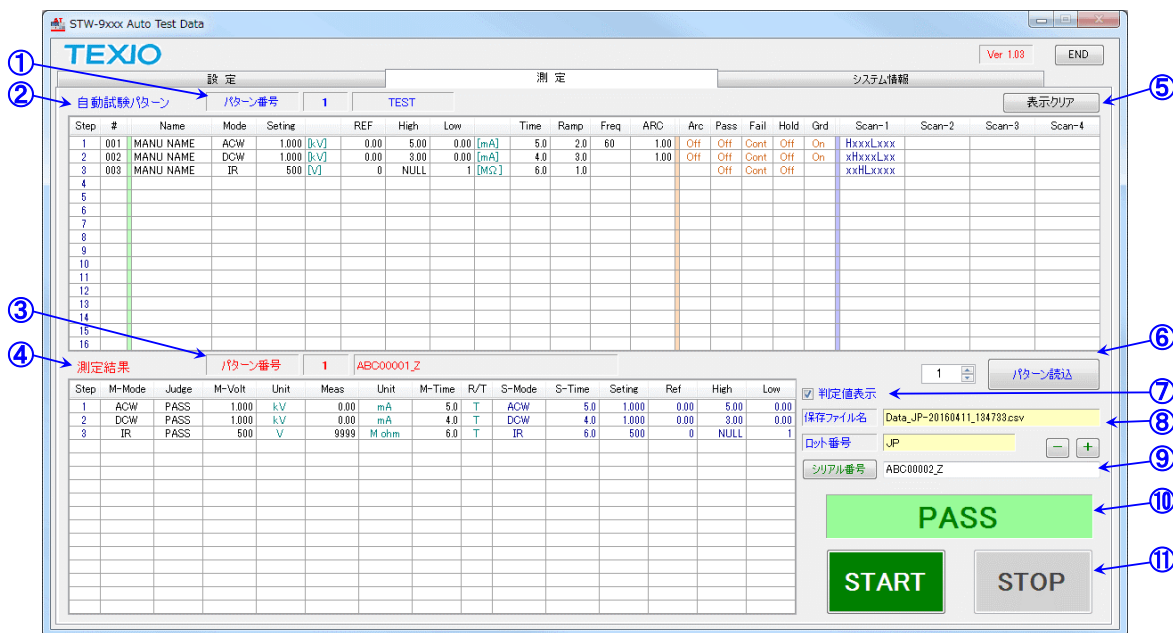 STW-9xxx Auto Test Data
TEXIO
Ver 1.03 END
① 設 定 測 定 システム情報
② 自動試験パターン パターン番号 1 TEST 表示クリア ⑤
Step # Name Mode Seting REF High Low Time Ramp Freq ARC Arc Pass Fail Hold Grd Scan-1 Scan-2 Scan-3 Scan-4
1 001 MANU NAME ACW 1.000 [kV] 0.00 5.00 0.00 [mA] 5.0 2.0 60 1.00 Off Off Cont Off On HxxxLxxx
2 002 MANU NAME DCW 1.000 [kV] 0.00 3.00 0.00 [mA] 4.0 3.0 1.00 Off Off Cont Off On xHxxxLxx
3 003 MANU NAME IR 500 [V] 0 NULL 1 [MΩ] 6.0 1.0 Off Cont Off xxHLxxxx
4
5
6
7
8
9
10
11
12
13
14
15
16
③
④ 測定結果 パターン番号 1 ABC00001_Z
⑥
1 パターン読込
Step M-Mode Judge M-Volt Unit Meas Unit M-Time R/T S-Mode S-Time Seting Ref High Low
1 ACW PASS 1.000 kV 0.00 mA 5.0 T ACW 5.0 1.000 0.00 5.00 0.00
2 DCW PASS 1.000 kV 0.00 mA 4.0 T DCW 4.0 1.000 0.00 3.00 0.00
3 IR PASS 500 V 9999 M ohm 6.0 T IR 6.0 500 0 NULL 1
判定値表示 ⑦
保存ファイル名 Data_JP-20160411_134733.csv ⑧
ロット番号 JP － ＋
シリアル番号 ABC00002_Z ⑨
PASS ⑩
START STOP ⑪